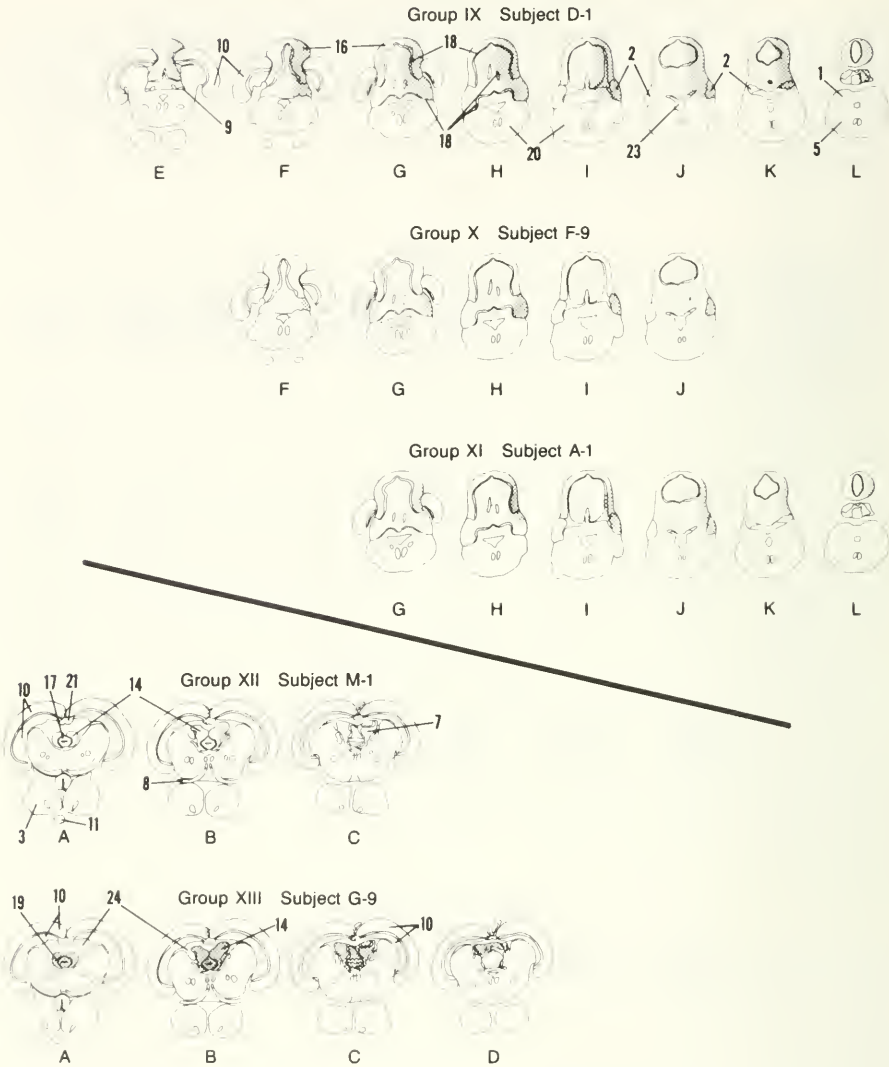 Group IX Subject D-1
10 16 18 2 2 1
9 18 20 23 5
E F G H I J K L
Group X Subject F-9
F G H I J
Group XI Subject A-1
G H I J K L
Group XII Subject M-1
10 17 21 14 7
8
3 11
A B C
Group XIII Subject G-9
19 10 24 14 10
A B C D